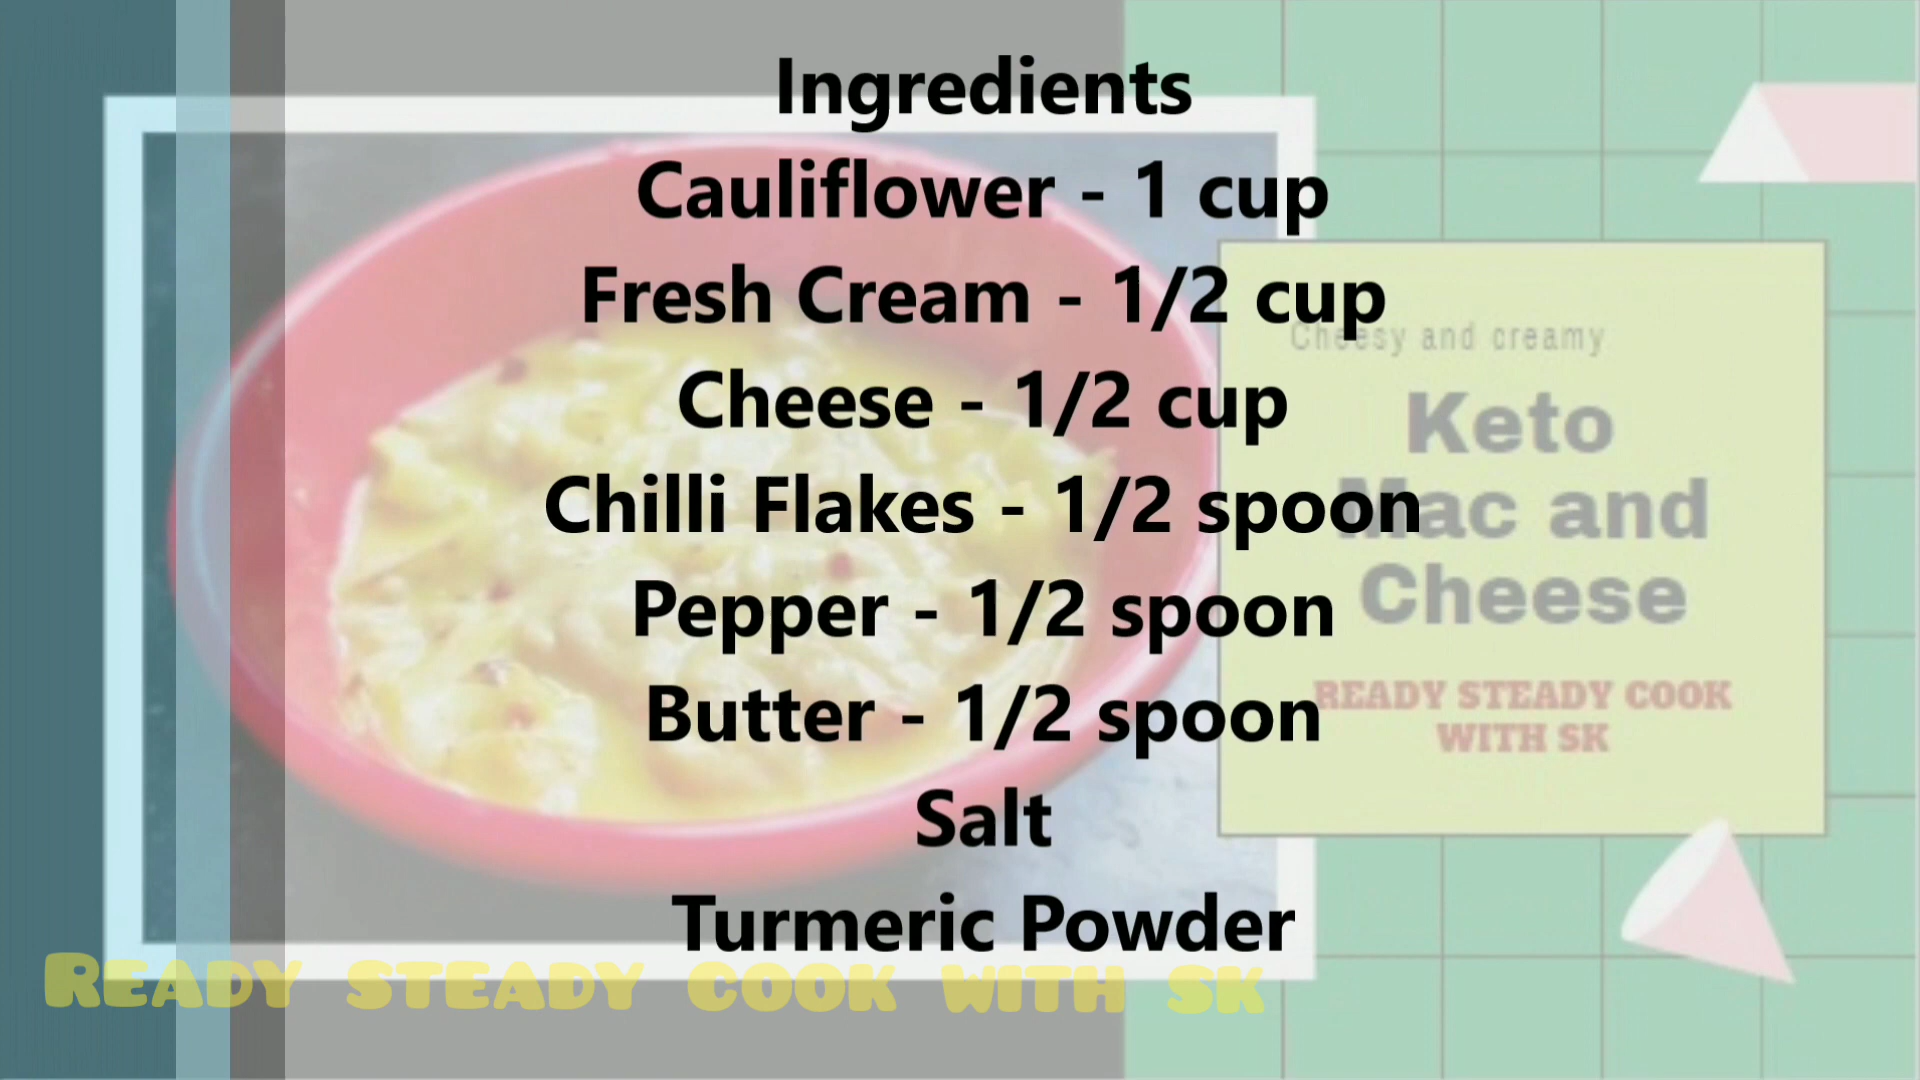 Ingredients
Cauliflower - 1 cup
Fresh Cream - 1/2 cup
Cheese - 1/2 cup
Chilli Flakes - 1/2 spoon
Pepper - 1/2 spoon
Butter - 1/2 spoon
Salt
Turmeric Powder
Cheesy and creamy
Keto
Mac and
Cheese
READY STEADY COOK
WITH SK
READY STEADY COOK WITH SK